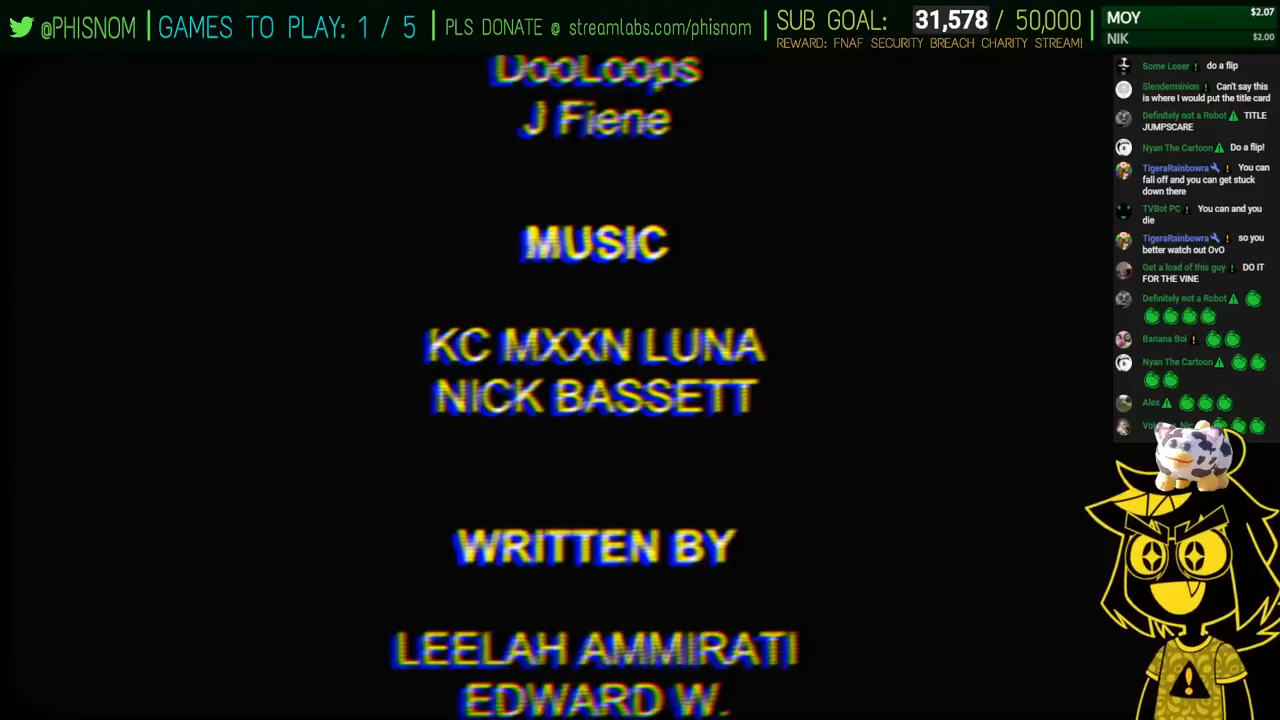 @PHISNOM | GAMES TO PLAY: 1 / 5 | PLS DONATE @ streamlabs.com/phisnom | SUB GOAL: 31,578 / 50,000 |
REWARD: FNAF SECURITY BREACH CHARITY STREAM!
MOY $2.07
NIK $2.00
DooLoops
J Fiene
MUSIC
KC MXXN LUNA
NICK BASSETT
WRITTEN BY
LEELAH AMMIRATI
EDWARD W.
Some Loser ! do a flip
Slenderminion ! Can't say this
is where I would put the title card
Definitely not a Robot TITLE
JUMPSCARE
Nyan The Cartoon Do a flip!
TigeraRainbowra ! You can
fall off and you can get stuck
down there
TVBot PC ! You can and you
die
TigeraRainbowra ! so you
better watch out OvO
Get a load of this guy ! DO IT
FOR THE VINE
Definitely not a Robot
Banana Boi !
Nyan The Cartoon
Alex